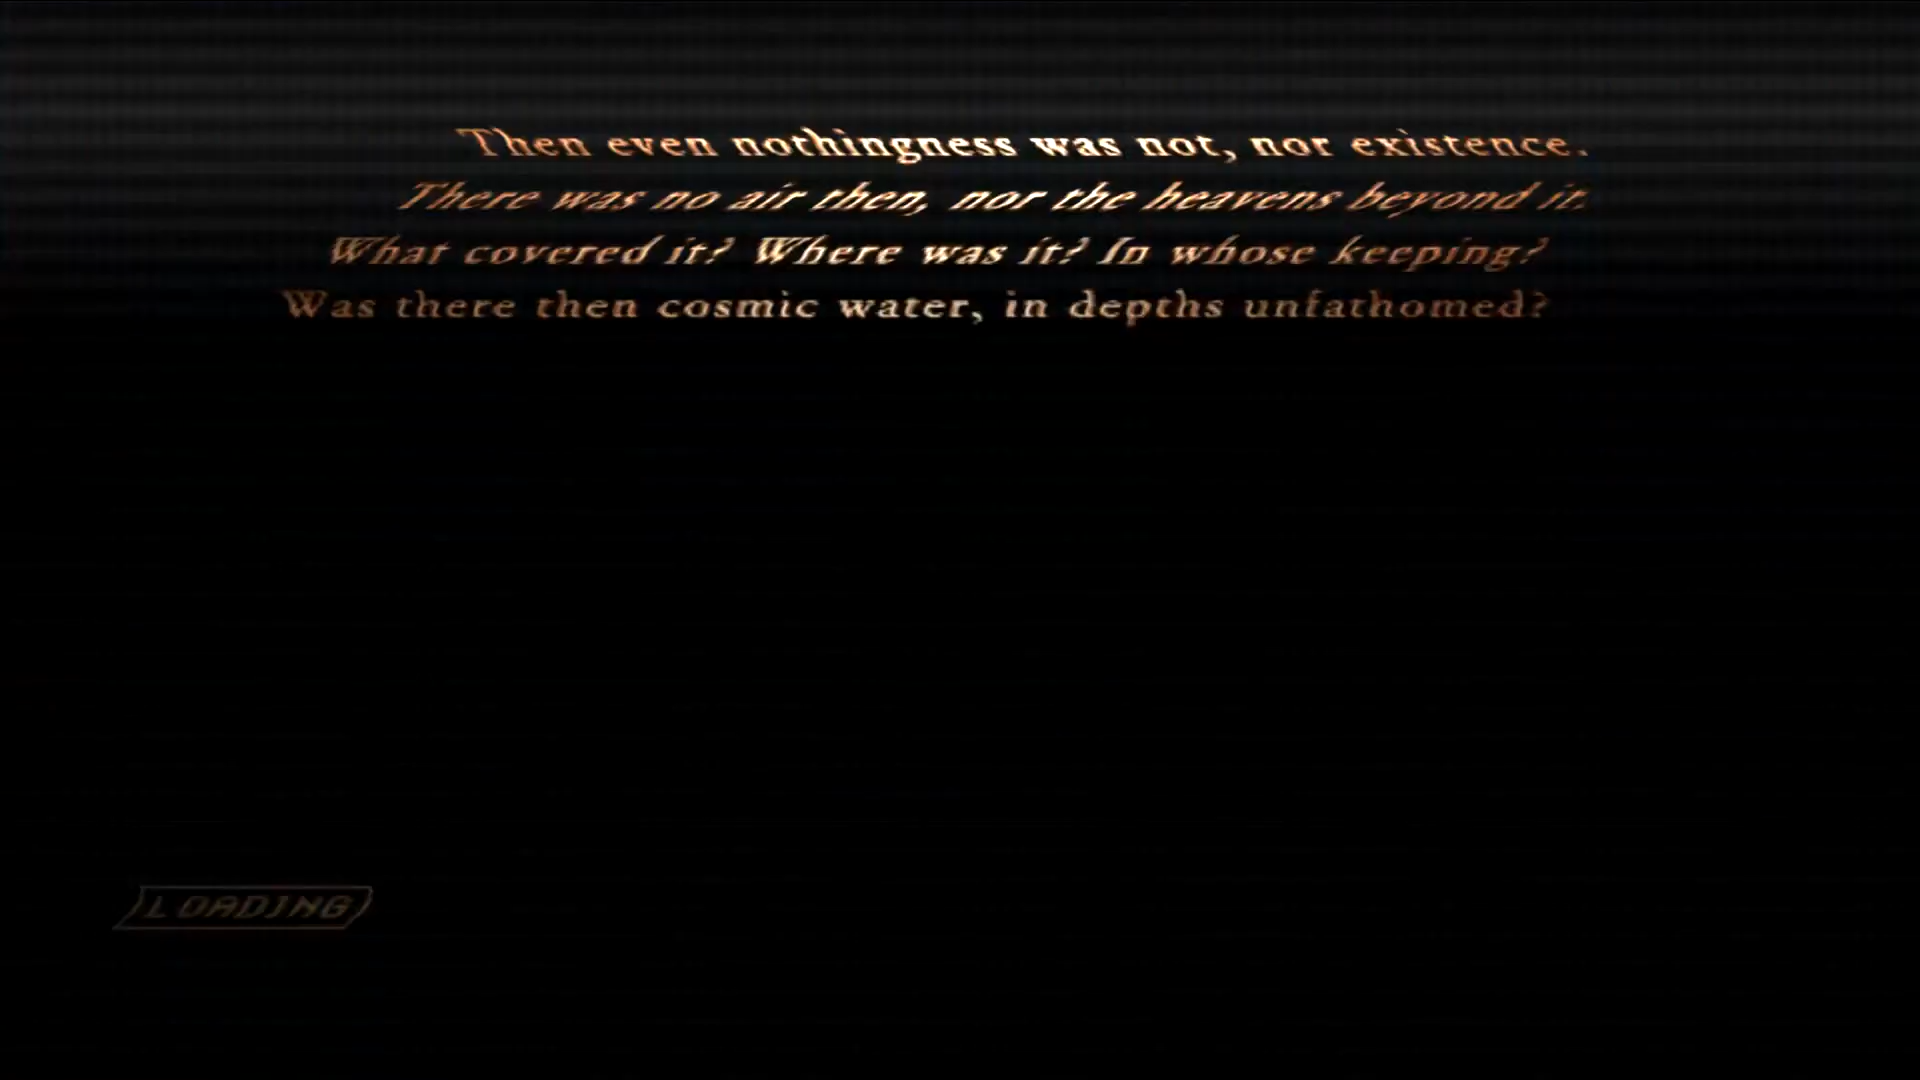 Then even nothingness was not, nor existence.
There was no air then, nor the heavens beyond it.
What covered it? Where was it? In whose keeping?
Was there then cosmic water, in depths unfathomed?
LOADING